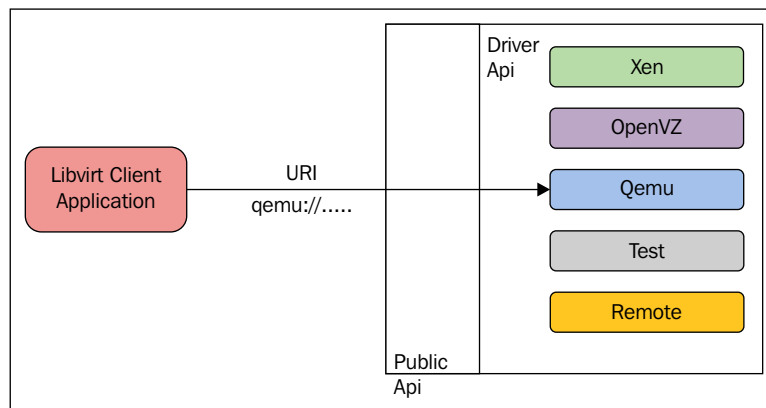 Driver
Api
Xen
OpenVZ
Libvirt Client
Application
URI
qemu://.....
Qemu
Test
Remote
Public
Api